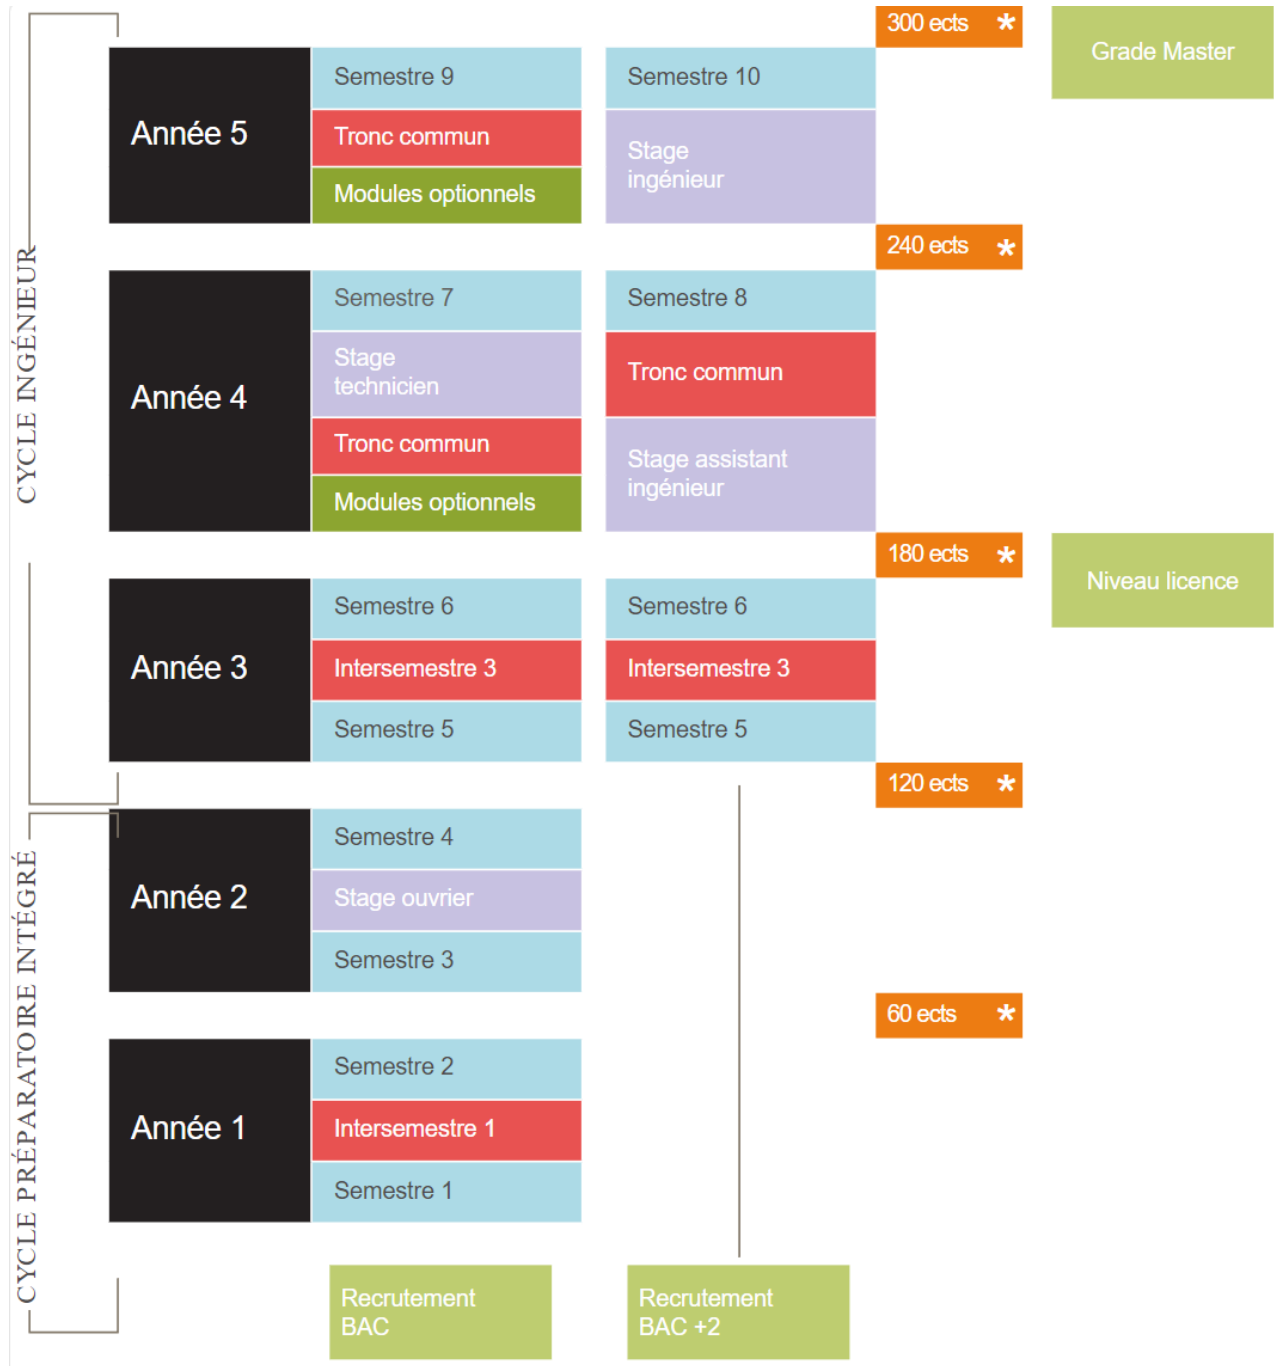 300 ects *
Grade Master
CYCLE INGÉNIEUR
Année 5
Semestre 9
Tronc commun
Modules optionnels
Semestre 10
Stage
ingénieur
240 ects *
Année 4
Semestre 7
Stage
technicien
Tronc commun
Modules optionnels
Semestre 8
Tronc commun
Stage assistant
ingénieur
180 ects *
Niveau licence
Année 3
Semestre 6
Intersemestre 3
Semestre 5
Semestre 6
Intersemestre 3
Semestre 5
120 ects *
CYCLE PRÉPARATOIRE INTÉGRÉ
Année 2
Semestre 4
Stage ouvrier
Semestre 3
60 ects *
Année 1
Semestre 2
Intersemestre 1
Semestre 1
Recrutement
BAC
Recrutement
BAC +2